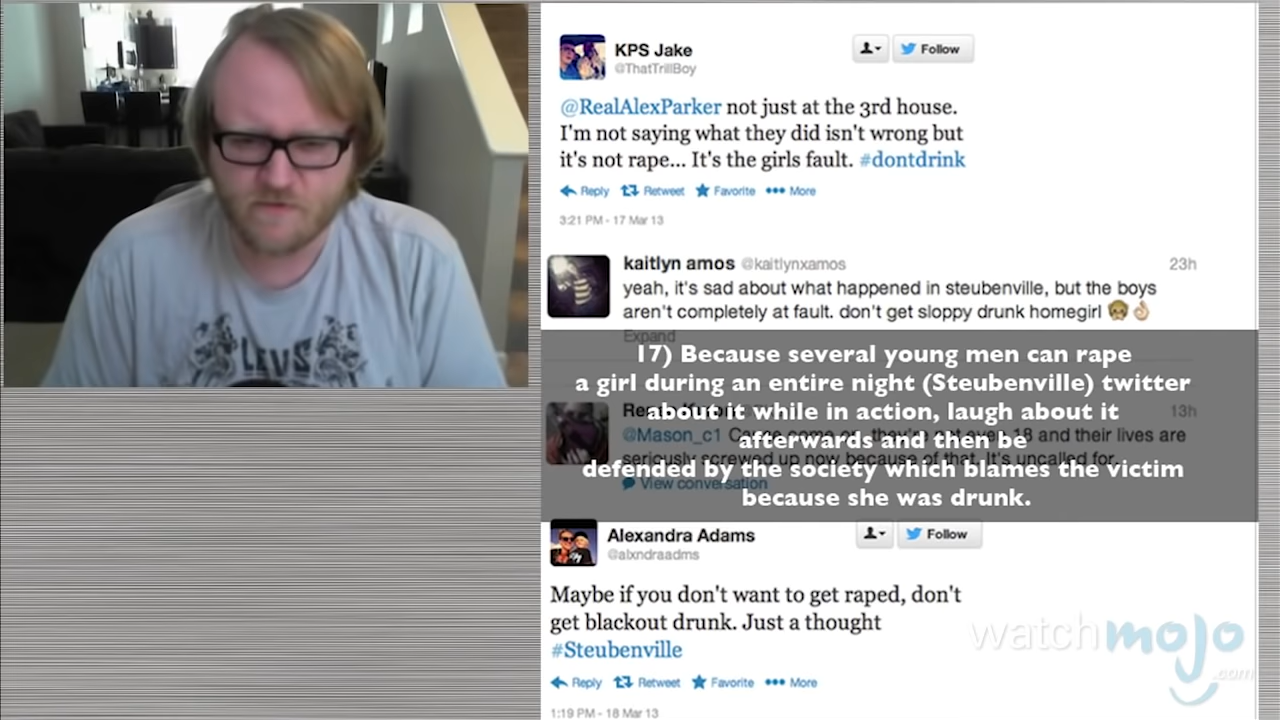 LEVS
KPS Jake
@ThatTrillBoy
Follow
@RealAlexParker not just at the 3rd house.
I'm not saying what they did isn't wrong but
it's not rape... It's the girls fault. #dontdrink
Reply Retweet Favorite More
3:21 PM - 17 Mar 13
kaitlyn amos @kaitlynxamos 23h
yeah, it's sad about what happened in steubenville, but the boys
aren't completely at fault. don't get sloppy drunk homegirl
Expand
17) Because several young men can rape
a girl during an entire night (Steubenville) twitter
about it while in action, laugh about it
afterwards and then be
defended by the society which blames the victim
because she was drunk.
13h
@Mason_c1 18 and their lives are
seriously screwed up now because of that. It's uncalled for.
View conversation
Alexandra Adams
@alxndraadms
Follow
Maybe if you don't want to get raped, don't
get blackout drunk. Just a thought
#Steubenville
Reply Retweet Favorite More
1:19 PM - 18 Mar 13
watchmojo
.com